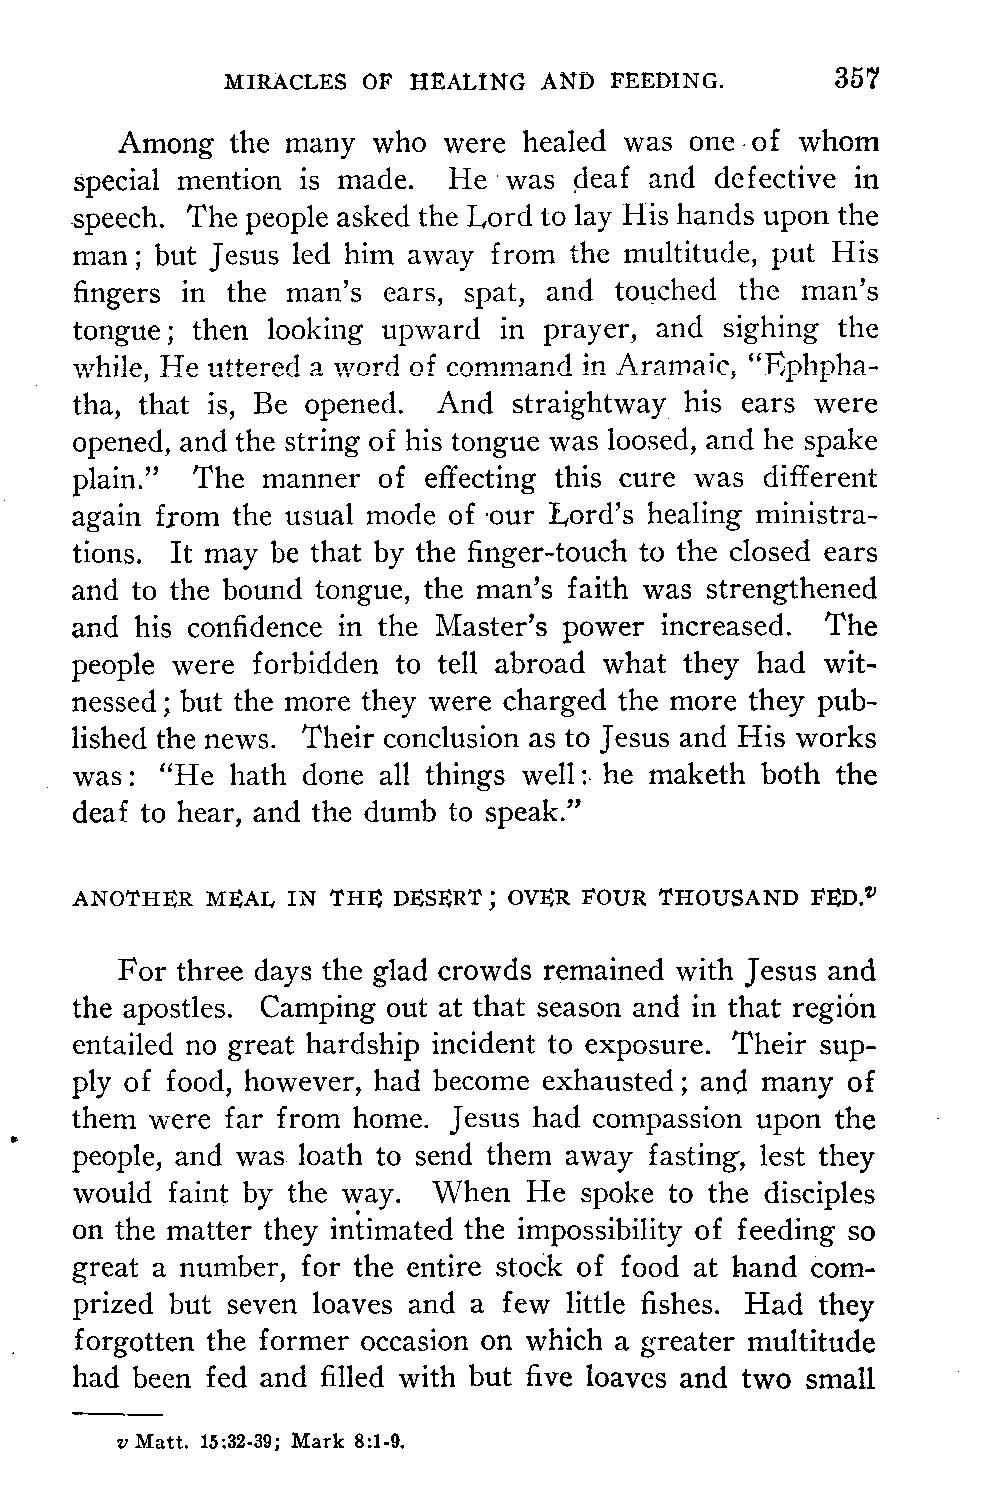 MIRACLES OF HEALING AND FEEDING. 357
Among the many who were healed was one of whom
special mention is made. He was deaf and defective in
speech. The people asked the Lord to lay His hands upon the
man; but Jesus led him away from the multitude, put His
fingers in the man's ears, spat, and touched the man's
tongue; then looking upward in prayer, and sighing the
while, He uttered a word of command in Aramaic, "Ephpha-
tha, that is, Be opened. And straightway his ears were
opened, and the string of his tongue was loosed, and he spake
plain." The manner of effecting this cure was different
again from the usual mode of our Lord's healing ministra-
tions. It may be that by the finger-touch to the closed ears
and to the bound tongue, the man's faith was strengthened
and his confidence in the Master's power increased. The
people were forbidden to tell abroad what they had wit-
nessed; but the more they were charged the more they pub-
lished the news. Their conclusion as to Jesus and His works
was: "He hath done all things well: he maketh both the
deaf to hear, and the dumb to speak."
ANOTHER MEAL IN THE DESERT; OVER FOUR THOUSAND FED.v
For three days the glad crowds remained with Jesus and
the apostles. Camping out at that season and in that region
entailed no great hardship incident to exposure. Their sup-
ply of food, however, had become exhausted; and many of
them were far from home. Jesus had compassion upon the
people, and was loath to send them away fasting, lest they
would faint by the way. When He spoke to the disciples
on the matter they intimated the impossibility of feeding so
great a number, for the entire stock of food at hand com-
prized but seven loaves and a few little fishes. Had they
forgotten the former occasion on which a greater multitude
had been fed and filled with but five loaves and two small
v Matt. 15:32-39; Mark 8:1-9.